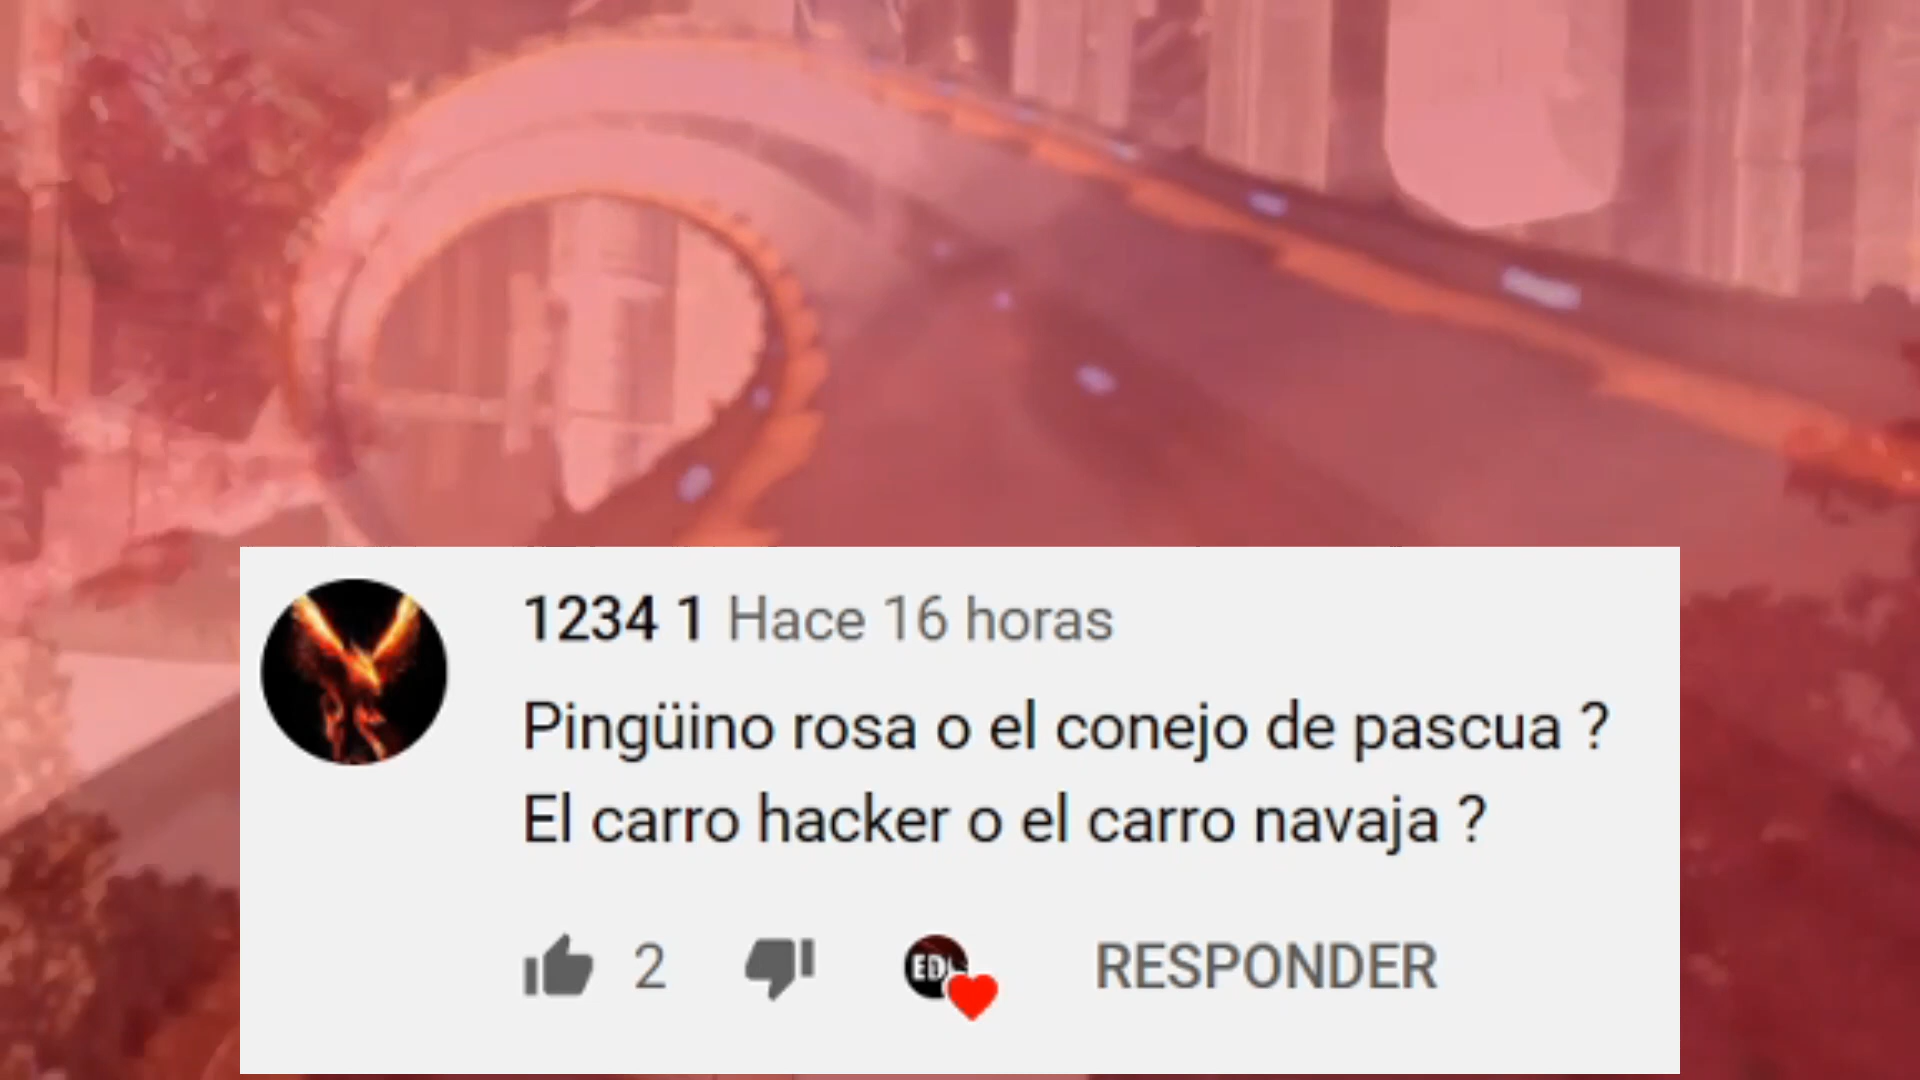 1234 1 Hace 16 horas
Pingüino rosa o el conejo de pascua ?
El carro hacker o el carro navaja ?
2 RESPONDER